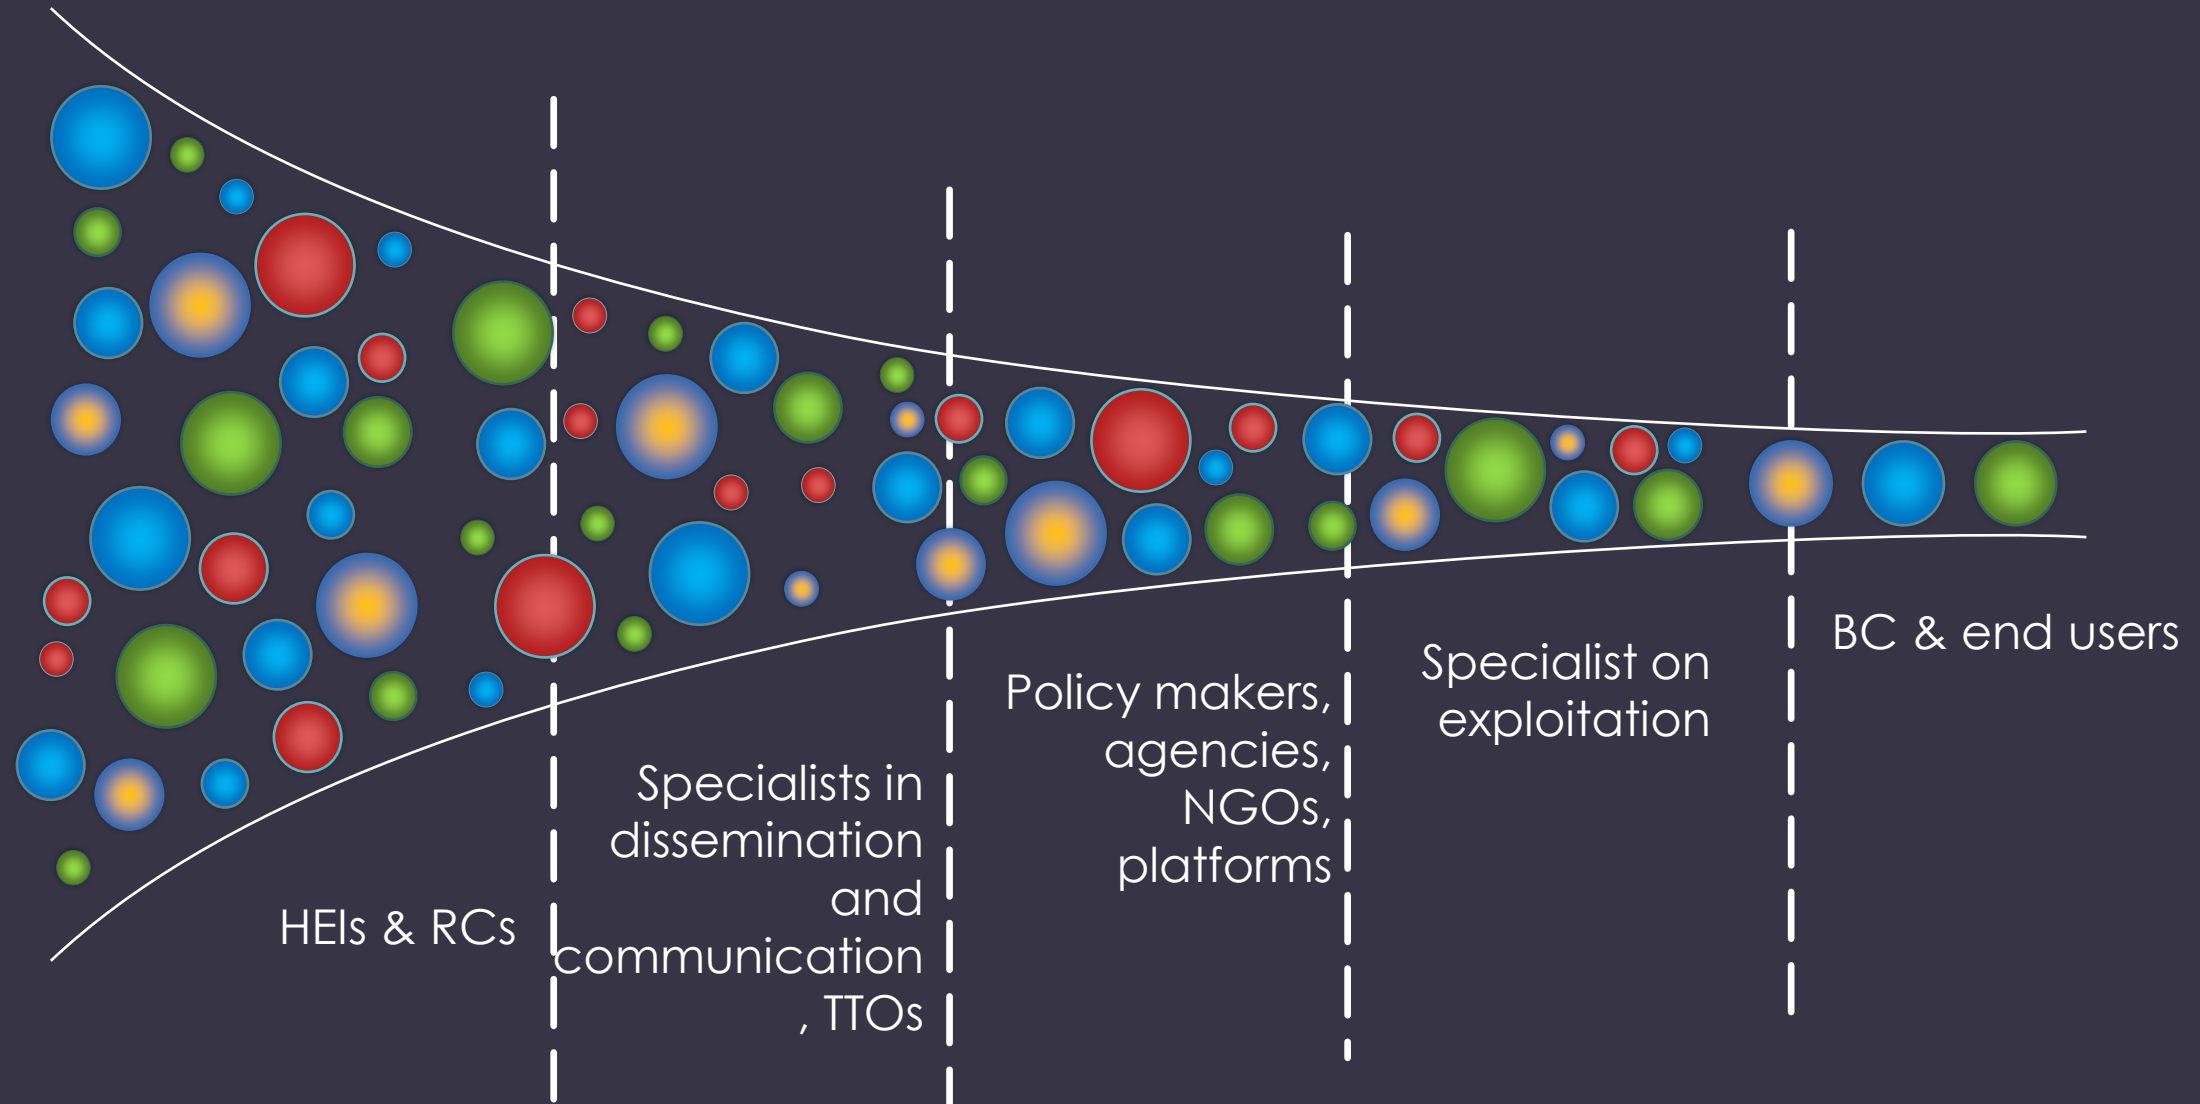 HEIs & RCs
Specialists in
dissemination
and
communication
, TTOs
Policy makers,
agencies,
NGOs,
platforms
Specialist on
exploitation
BC & end users